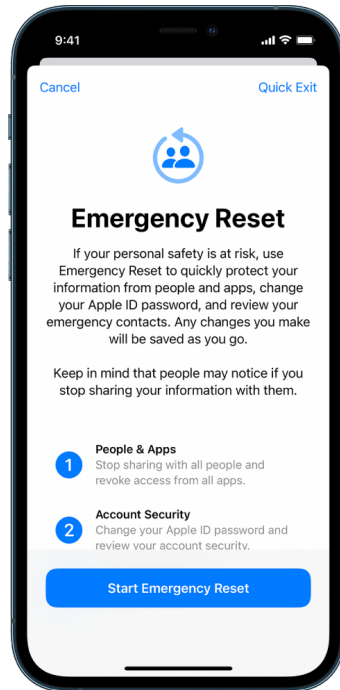 9:41
Cancel
Quick Exit
Emergency Reset
If your personal safety is at risk, use
Emergency Reset to quickly protect your
information from people and apps, change
your Apple ID password, and review your
emergency contacts. Any changes you make
will be saved as you go.
Keep in mind that people may notice if you
stop sharing your information with them.
1
People & Apps
Stop sharing with all people and
revoke access from all apps.
2
Account Security
Change your Apple ID password and
review your account security.
Start Emergency Reset